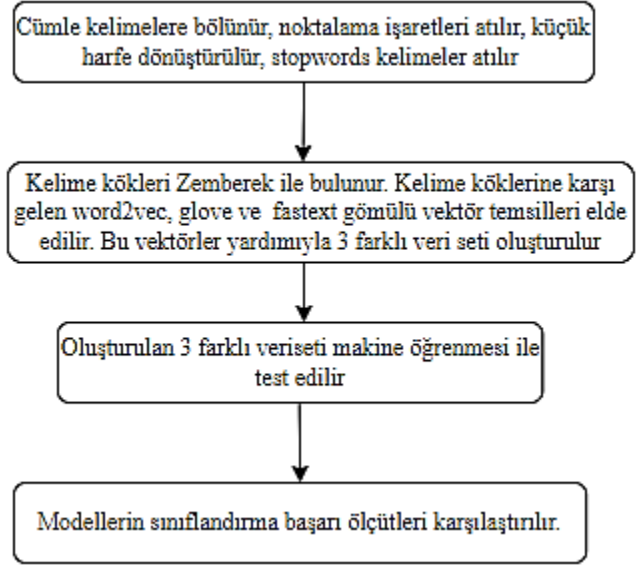 Cümle kelimelere bölünür, noktalama işaretleri atılır, küçük
harfe dönüştürülür, stopwords kelimeler atılır
Kelime kökleri Zemberek ile bulunur. Kelime köklerine karşı
gelen word2vec, glove ve fastext gömülü vektör temsilleri elde
edilir. Bu vektörler yardımıyla 3 farklı veri seti oluşturulur
Oluşturulan 3 farklı veriseti makine öğrenmesi ile
test edilir
Modellerin sınıflandırma başarı ölçütleri karşılaştırılır.